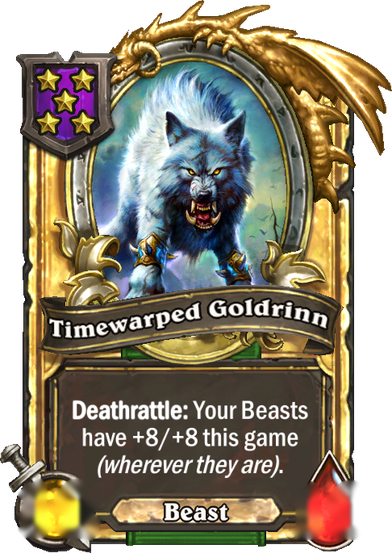 Timewarped Goldrinn
Deathrattle: Your Beasts
have +8/+8 this game
(wherever they are).
Beast